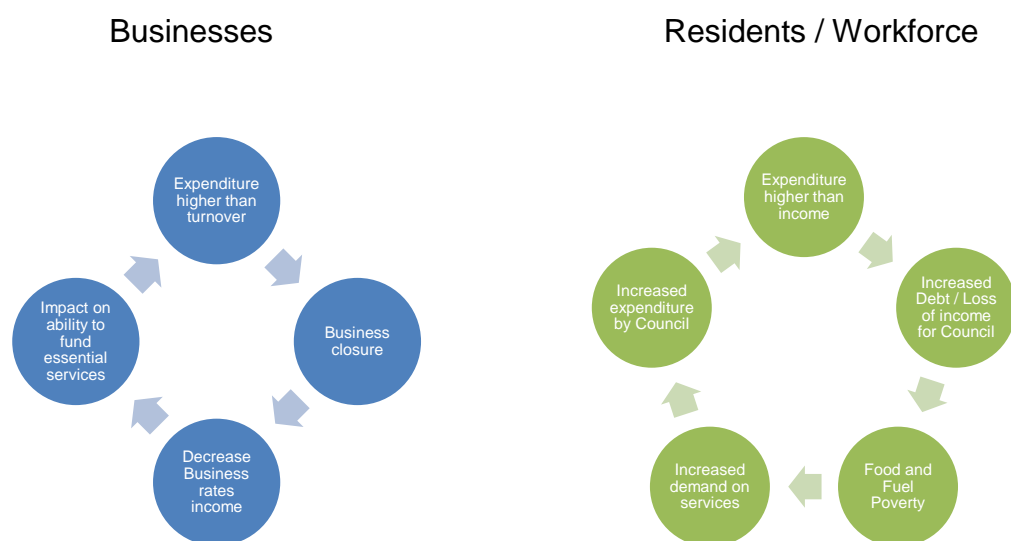 Businesses
Expenditure
higher than
turnover
Business
closure
Decrease
Business
rates
income
Impact on
ability to
fund
essential
services
Residents / Workforce
Expenditure
higher than
income
Increased
Debt / Loss
of income
for Council
Food and
Fuel
Poverty
Increased
demand on
services
Increased
expenditure
by Council